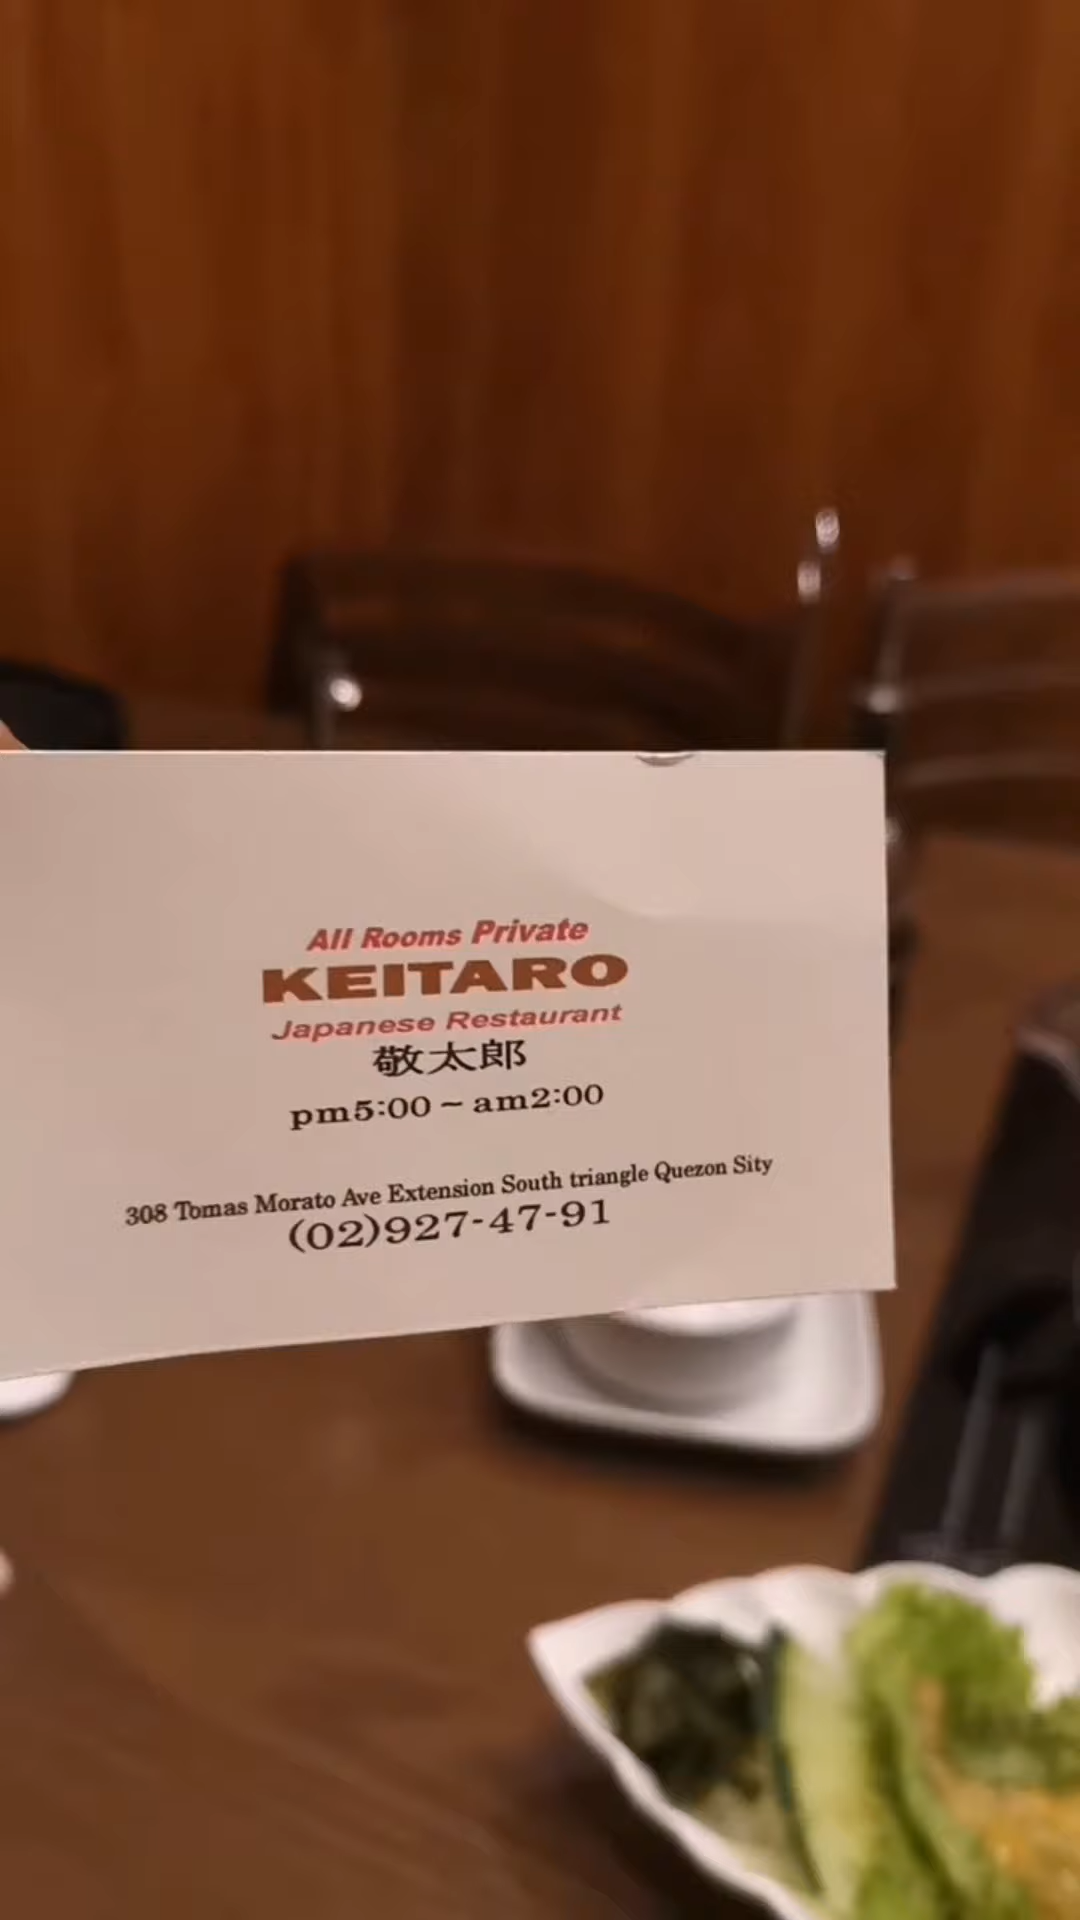 All Rooms Private
KEITARO
Japanese Restaurant
敬太郎
pm5:00~am2:00
308 Tomas Morato Ave Extension South triangle Quezon Sity
(02)927-47-91